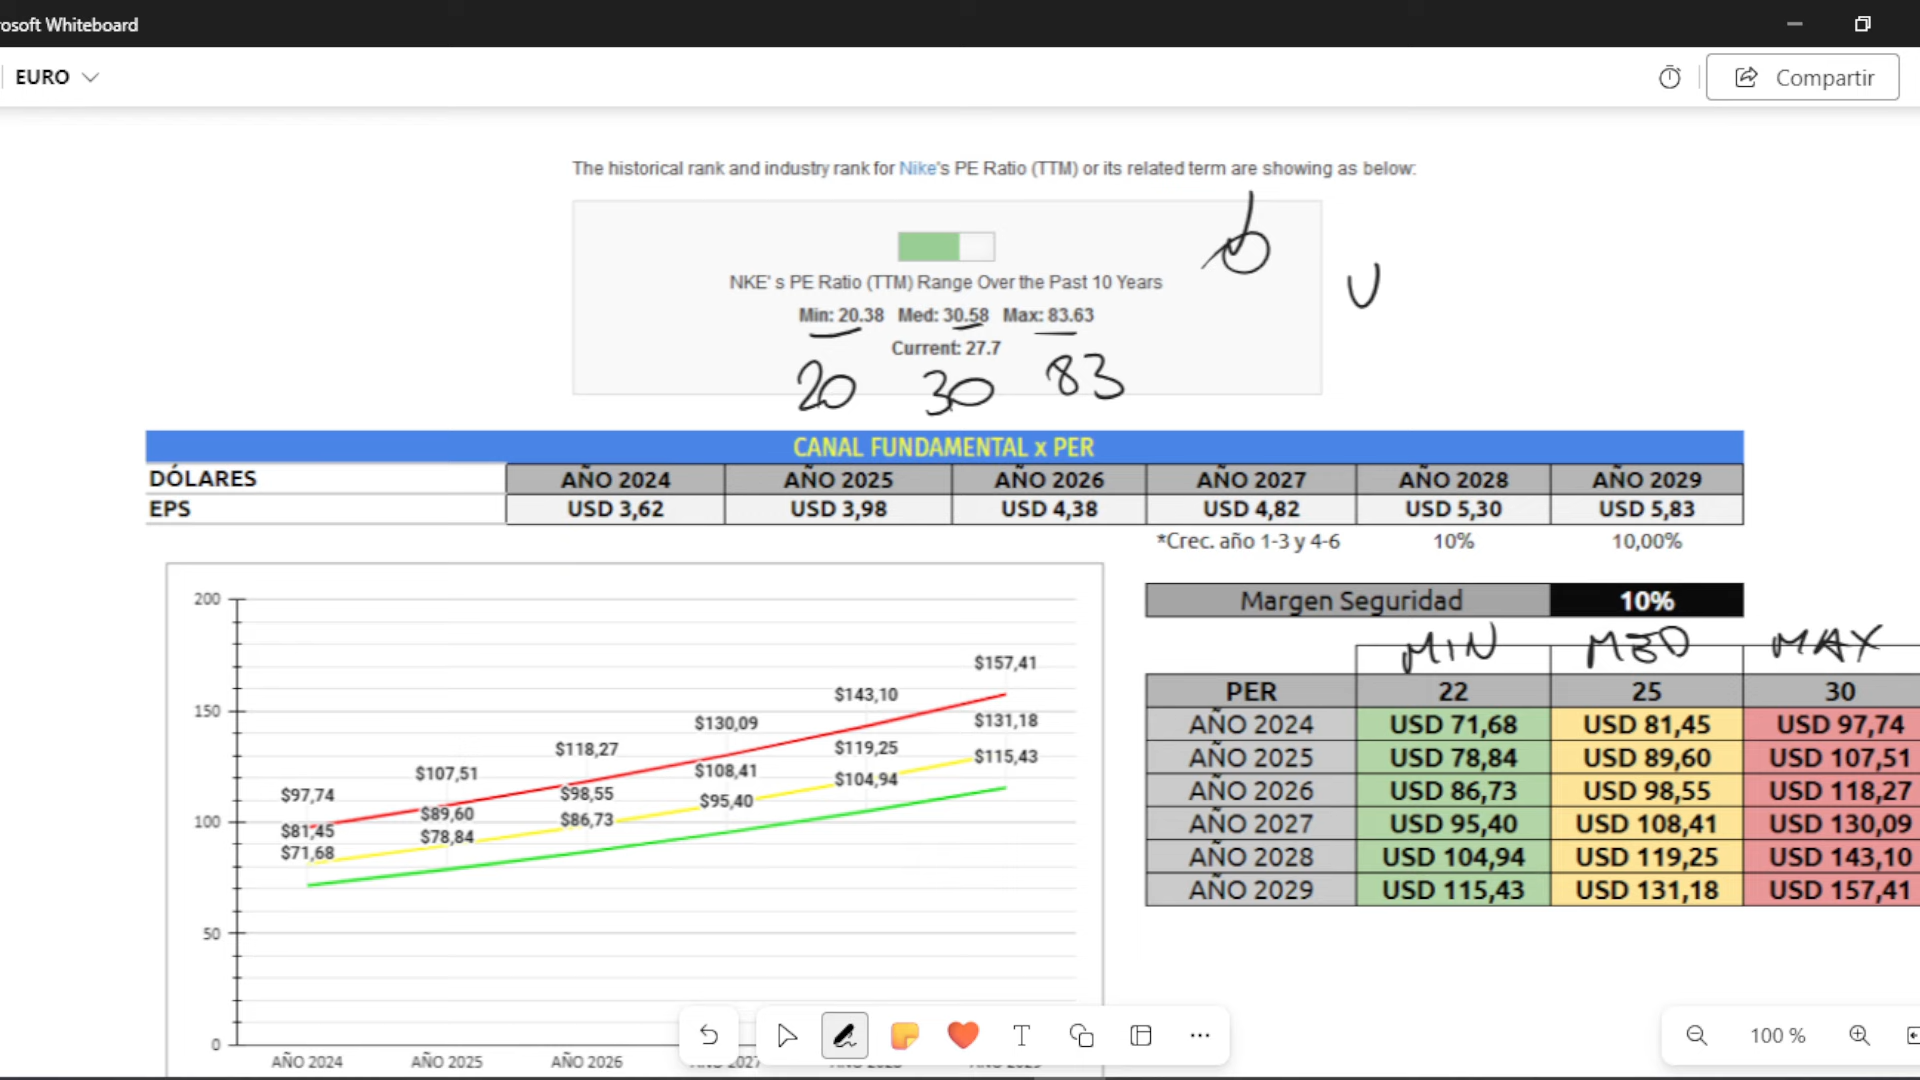 osoft Whiteboard
EURO
Compartir
The historical rank and industry rank for Nike's PE Ratio (TTM) or its related term are showing as below:
NKE' s PE Ratio (TTM) Range Over the Past 10 Years
Min: 20.38 Med: 30.58 Max: 83.63
Current: 27.7
20 30 83
U
CANAL FUNDAMENTAL x PER
DÓLARES AÑO 2024 AÑO 2025 AÑO 2026 AÑO 2027 AÑO 2028 AÑO 2029
EPS USD 3,62 USD 3,98 USD 4,38 USD 4,82 USD 5,30 USD 5,83
*Crec. año 1-3 y 4-6 10% 10,00%
Margen Seguridad 10%
MIN MED MAX
PER 22 25 30
AÑO 2024 USD 71,68 USD 81,45 USD 97,74
AÑO 2025 USD 78,84 USD 89,60 USD 107,51
AÑO 2026 USD 86,73 USD 98,55 USD 118,27
AÑO 2027 USD 95,40 USD 108,41 USD 130,09
AÑO 2028 USD 104,94 USD 119,25 USD 143,10
AÑO 2029 USD 115,43 USD 131,18 USD 157,41
200
150
100
50
0
$97,74 $107,51 $118,27 $130,09 $143,10 $157,41
$81,45 $89,60 $98,55 $108,41 $119,25 $131,18
$71,68 $78,84 $86,73 $95,40 $104,94 $115,43
AÑO 2024 AÑO 2025 AÑO 2026
100 %